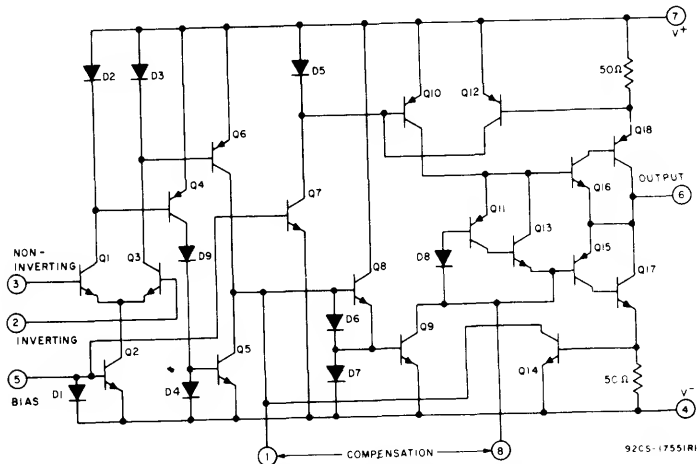 7
V+
D2
D3
D5
Q10
Q12
50Ω
Q6
Q18
Q4
Q16
OUTPUT
6
Q7
Q11
Q13
NON-
INVERTING
Q1
Q3
D9
D8
Q15
3
Q8
Q17
2
INVERTING
D6
Q9
5
BIAS
Q2
D1
D4
Q5
D7
Q14
50Ω
V-
4
1
COMPENSATION
8
92CS-17551R1